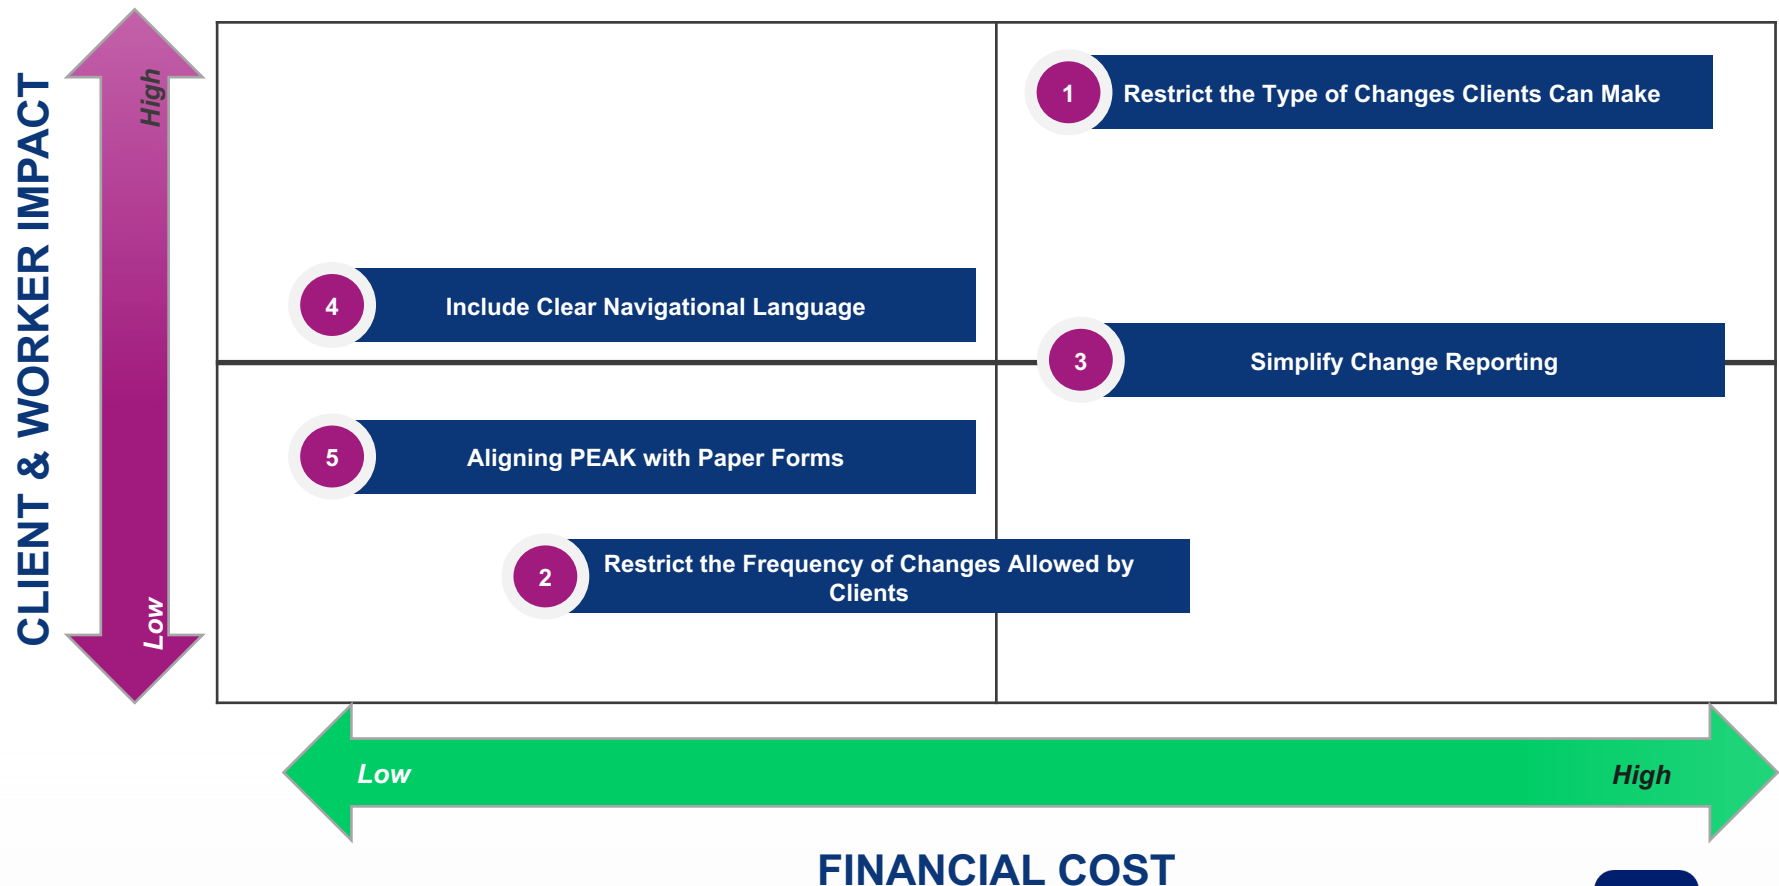 CLIENT & WORKER IMPACT
High
Low
1
Restrict the Type of Changes Clients Can Make
4
Include Clear Navigational Language
3
Simplify Change Reporting
5
Aligning PEAK with Paper Forms
2
Restrict the Frequency of Changes Allowed by
Clients
Low
High
FINANCIAL COST